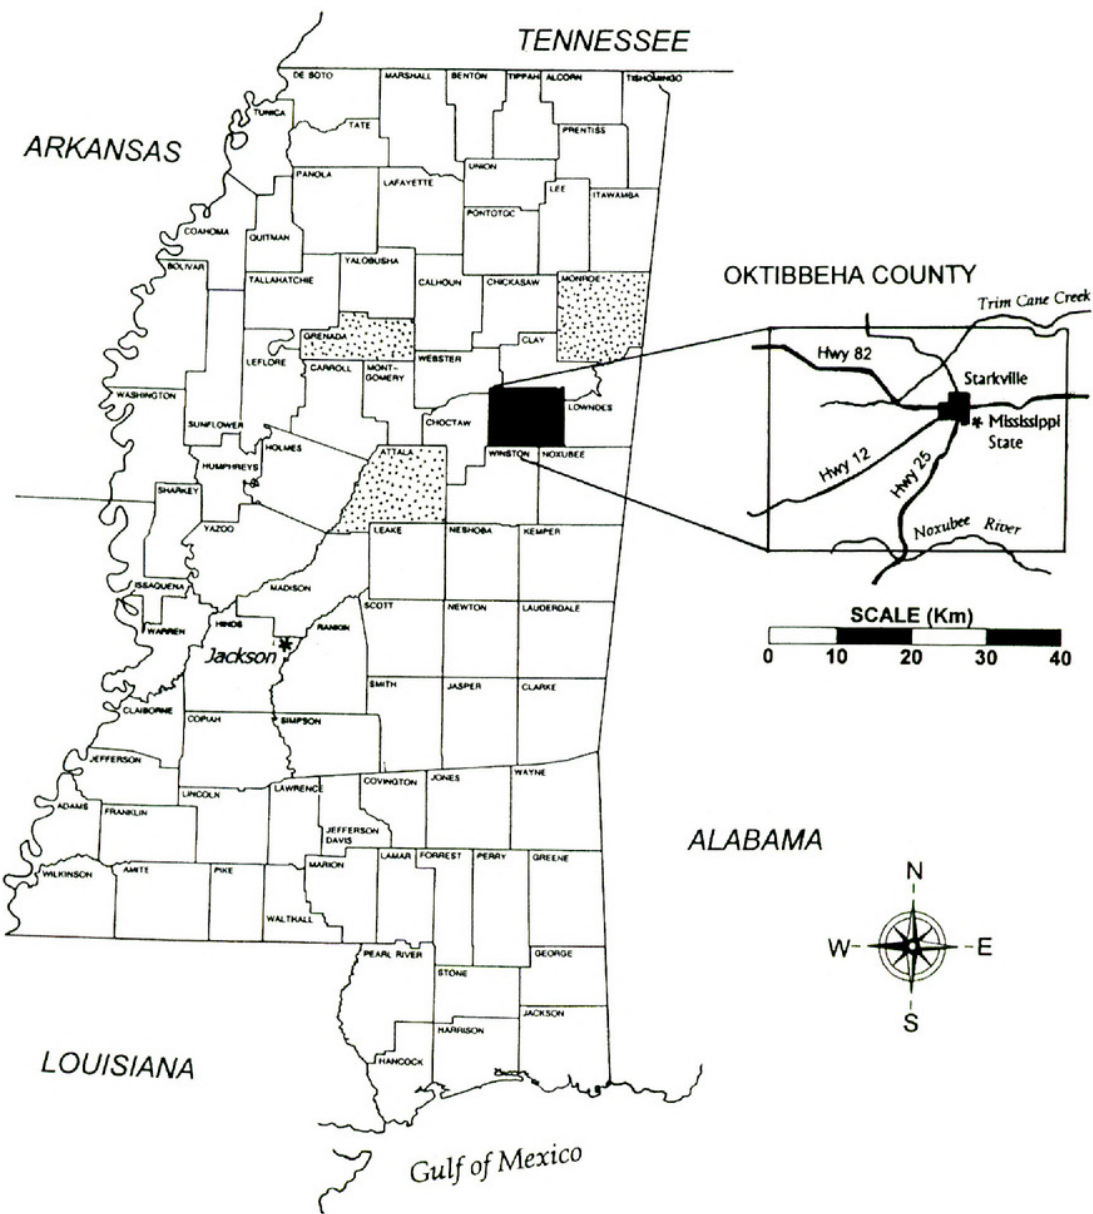 TENNESSEE
ARKANSAS
DE SOTO
MARSHALL
BENTON
TIPPAH
ALCORN
TISHOMINGO
TUNICA
TATE
PRENTISS
PANOLA
LAFAYETTE
UNION
LEE
ITAWAMBA
PONTOTOC
COAHOMA
QUITMAN
BOLIVAR
TALLAHATCHIE
YALOBUSHA
CALHOUN
CHICKASAW
MONROE
GRENADA
CLAY
LEFLORE
CARROLL
MONT-
GOMERY
WEBSTER
WASHINGTON
SUNFLOWER
CHOCTAW
LOWNDES
HOLMES
ATTALA
WINSTON
NOXUBEE
HUMPHREYS
SHARKEY
YAZOO
LEAKE
NESHOBA
KEMPER
ISSAQUENA
MADISON
SCOTT
NEWTON
LAUDERDALE
WARREN
HINDS
RANKIN
Jackson
SMITH
JASPER
CLARKE
CLAIBORNE
COPIAH
SIMPSON
JEFFERSON
LINCOLN
LAWRENCE
COVINGTON
JONES
WAYNE
ADAMS
FRANKLIN
JEFFERSON
DAVIS
WILKINSON
AMITE
PIKE
WALTHALL
MARION
LAMAR
FORREST
PERRY
GREENE
PEARL RIVER
STONE
GEORGE
HANCOCK
HARRISON
JACKSON
OKTIBBEHA COUNTY
Trim Cane Creek
Hwy 82
Starkville
* Mississippi
State
Hwy 12
Hwy 25
Noxubee River
SCALE (Km)
0 10 20 30 40
ALABAMA
N
W E
S
LOUISIANA
Gulf of Mexico